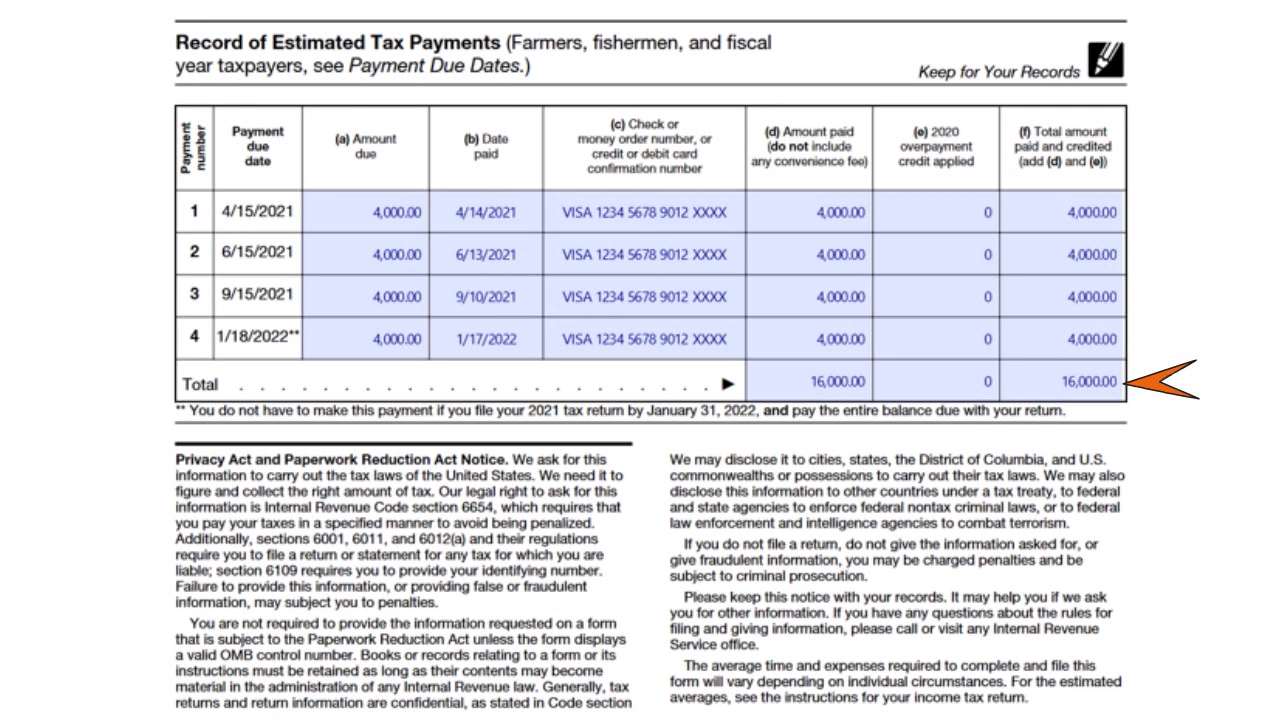 Record of Estimated Tax Payments (Farmers, fishermen, and fiscal
year taxpayers, see Payment Due Dates.)
Keep for Your Records
Payment number
Payment due date
(a) Amount due
(b) Date paid
(c) Check or money order number, or credit or debit card confirmation number
(d) Amount paid (do not include any convenience fee)
(e) 2020 overpayment credit applied
(f) Total amount paid and credited (add (d) and (e))
1 4/15/2021 4,000.00 4/14/2021 VISA 1234 5678 9012 XXXX 4,000.00 0 4,000.00
2 6/15/2021 4,000.00 6/13/2021 VISA 1234 5678 9012 XXXX 4,000.00 0 4,000.00
3 9/15/2021 4,000.00 9/10/2021 VISA 1234 5678 9012 XXXX 4,000.00 0 4,000.00
4 1/18/2022** 4,000.00 1/17/2022 VISA 1234 5678 9012 XXXX 4,000.00 0 4,000.00
Total . . . . . . . . . . . . . . . . . . . . . ▶ 16,000.00 0 16,000.00
** You do not have to make this payment if you file your 2021 tax return by January 31, 2022, and pay the entire balance due with your return.
Privacy Act and Paperwork Reduction Act Notice. We ask for this
information to carry out the tax laws of the United States. We need it to
figure and collect the right amount of tax. Our legal right to ask for this
information is Internal Revenue Code section 6654, which requires that
you pay your taxes in a specified manner to avoid being penalized.
Additionally, sections 6001, 6011, and 6012(a) and their regulations
require you to file a return or statement for any tax for which you are
liable; section 6109 requires you to provide your identifying number.
Failure to provide this information, or providing false or fraudulent
information, may subject you to penalties.
You are not required to provide the information requested on a form
that is subject to the Paperwork Reduction Act unless the form displays
a valid OMB control number. Books or records relating to a form or its
instructions must be retained as long as their contents may become
material in the administration of any Internal Revenue law. Generally, tax
returns and return information are confidential, as stated in Code section
We may disclose it to cities, states, the District of Columbia, and U.S.
commonwealths or possessions to carry out their tax laws. We may also
disclose this information to other countries under a tax treaty, to federal
and state agencies to enforce federal nontax criminal laws, or to federal
law enforcement and intelligence agencies to combat terrorism.
If you do not file a return, do not give the information asked for, or
give fraudulent information, you may be charged penalties and be
subject to criminal prosecution.
Please keep this notice with your records. It may help you if we ask
you for other information. If you have any questions about the rules for
filing and giving information, please call or visit any Internal Revenue
Service office.
The average time and expenses required to complete and file this
form will vary depending on individual circumstances. For the estimated
averages, see the instructions for your income tax return.